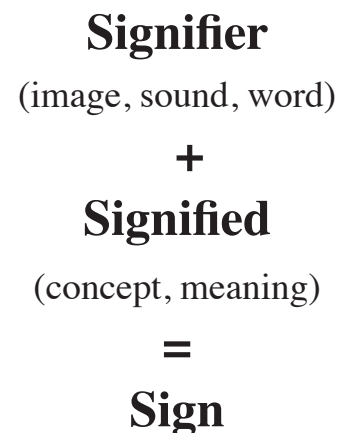 Signifier
(image, sound, word)
+
Signified
(concept, meaning)
=
Sign